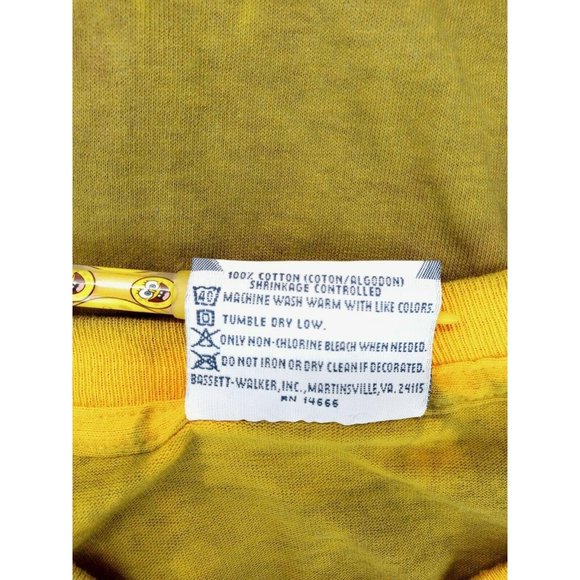 100% COTTON (COTON/ALGODON)
SHRINKAGE CONTROLLED
40 MACHINE WASH WARM WITH LIKE COLORS.
TUMBLE DRY LOW.
ONLY NON-CHLORINE BLEACH WHEN NEEDED.
DO NOT IRON OR DRY CLEAN IF DECORATED.
BASSETT-WALKER, INC., MARTINSVILLE, VA. 24115
RN 14666